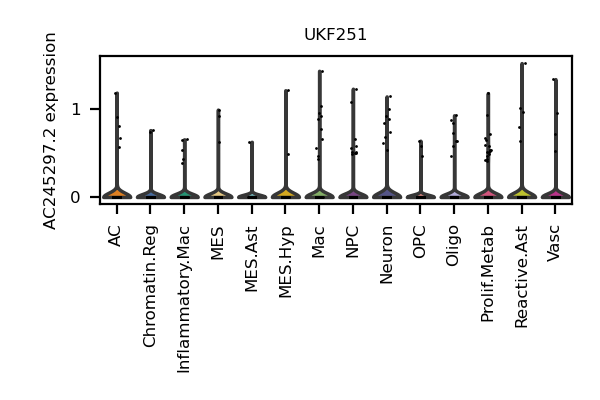 UKF251
AC245297.2 expression
1
0
AC
Chromatin.Reg
Inflammatory.Mac
MES
MES.Ast
MES.Hyp
Mac
NPC
Neuron
OPC
Oligo
Prolif.Metab
Reactive.Ast
Vasc